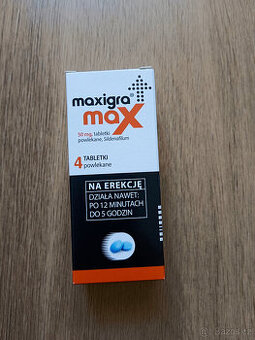 maxigra®
max
50 mg, tabletki
powlekane, Sildenafilum
4 TABLETKI
powlekane
NA EREKCJĘ
DZIAŁA NAWET:
PO 12 MINUTACH
DO 5 GODZIN